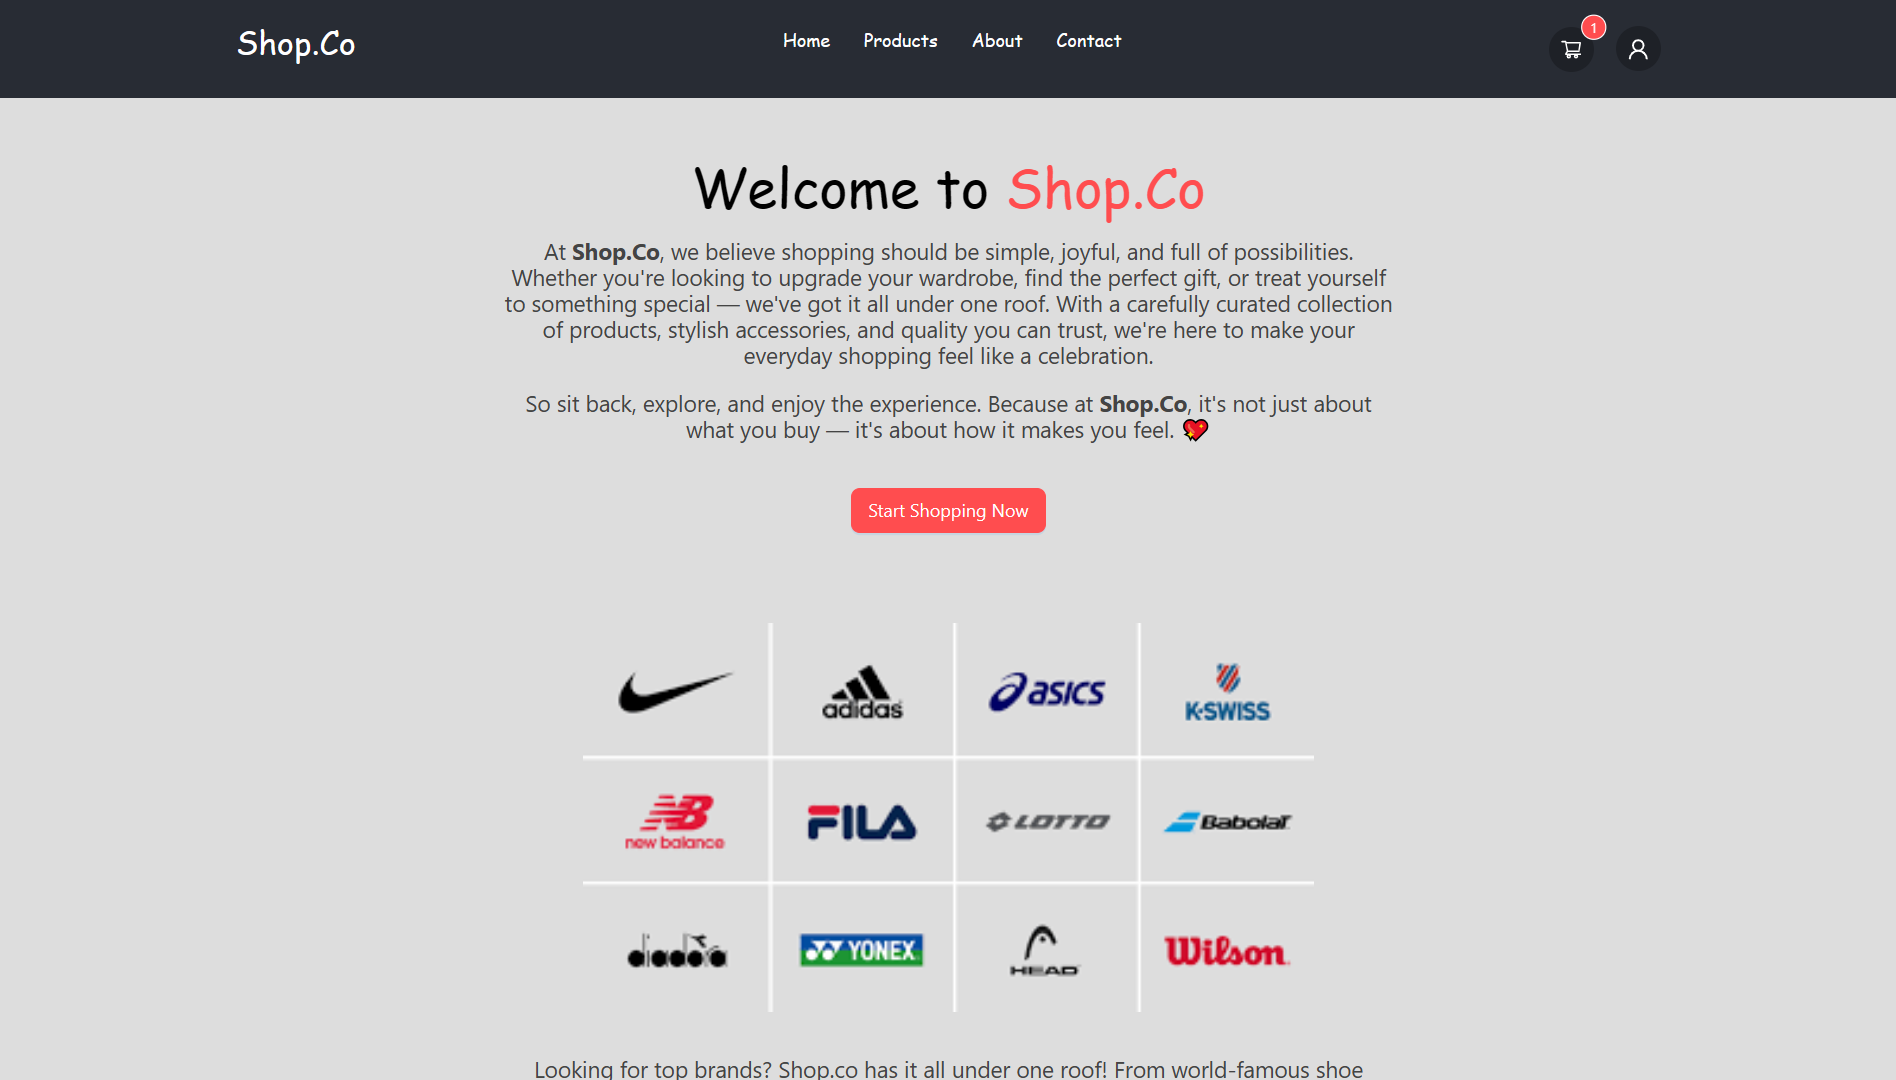 Shop.Co
Home Products About Contact
1
Welcome to Shop.Co
At Shop.Co, we believe shopping should be simple, joyful, and full of possibilities.
Whether you're looking to upgrade your wardrobe, find the perfect gift, or treat yourself
to something special — we've got it all under one roof. With a carefully curated collection
of products, stylish accessories, and quality you can trust, we're here to make your
everyday shopping feel like a celebration.
So sit back, explore, and enjoy the experience. Because at Shop.Co, it's not just about
what you buy — it's about how it makes you feel. 💖
Start Shopping Now
adidas
asics
K·SWISS
NB
new balance
FILA
LOTTO
Babolat
diadora
YONEX
HEAD
Wilson.
Looking for top brands? Shop.co has it all under one roof! From world-famous shoe